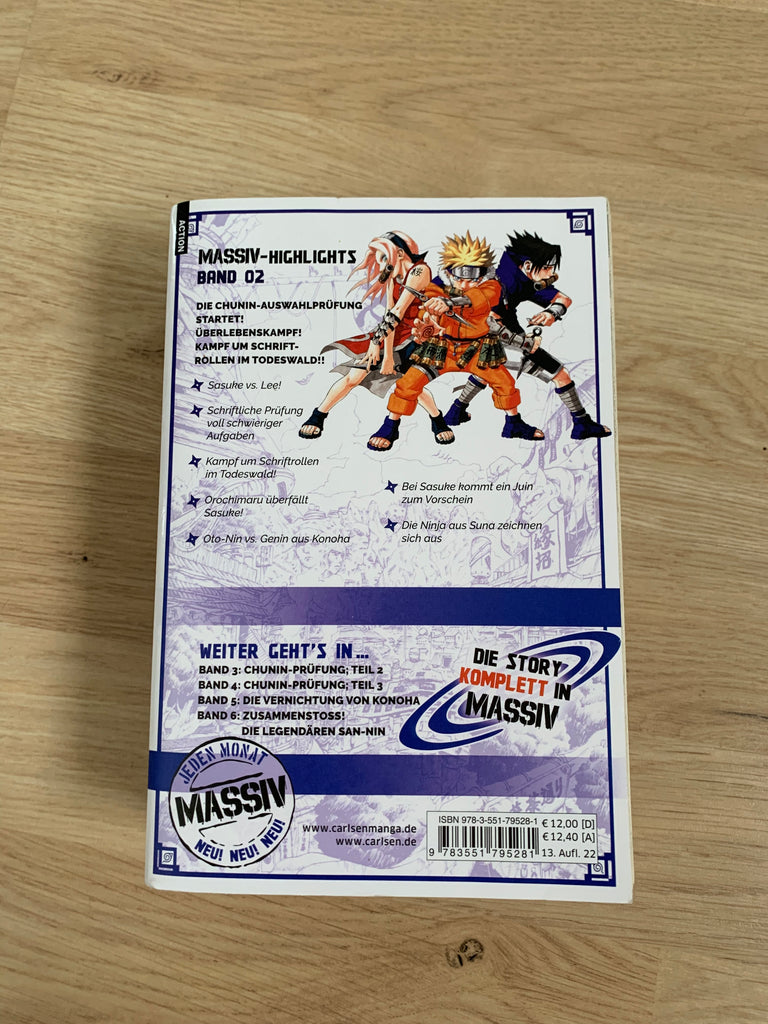 ACTION
MASSIV-HIGHLIGHTS
BAND 02
DIE CHUNIN-AUSWAHLPRÜFUNG
STARTET!
ÜBERLEBENSKAMPF!
KAMPF UM SCHRIFT-
ROLLEN IM TODESWALD!!
Sasuke vs. Lee!
Schriftliche Prüfung
voll schwieriger
Aufgaben
Kampf um Schriftrollen
im Todeswald!
Orochimaru überfällt
Sasuke!
Oto-Nin vs. Genin aus Konoha
Bei Sasuke kommt ein Juin
zum Vorschein
Die Ninja aus Suna zeichnen
sich aus
WEITER GEHT'S IN ...
BAND 3: CHUNIN-PRÜFUNG; TEIL 2
BAND 4: CHUNIN-PRÜFUNG; TEIL 3
BAND 5: DIE VERNICHTUNG VON KONOHA
BAND 6: ZUSAMMENSTOSS!
DIE LEGENDÄREN SAN-NIN
DIE STORY
KOMPLETT IN
MASSIV
JEDEN MONAT
MASSIV
NEU! NEU! NEU!
www.carlsenmanga.de
www.carlsen.de
ISBN 978-3-551-79528-1
€ 12,00 [D]
€ 12,40 [A]
9 783551 795281
13. Aufl. 22